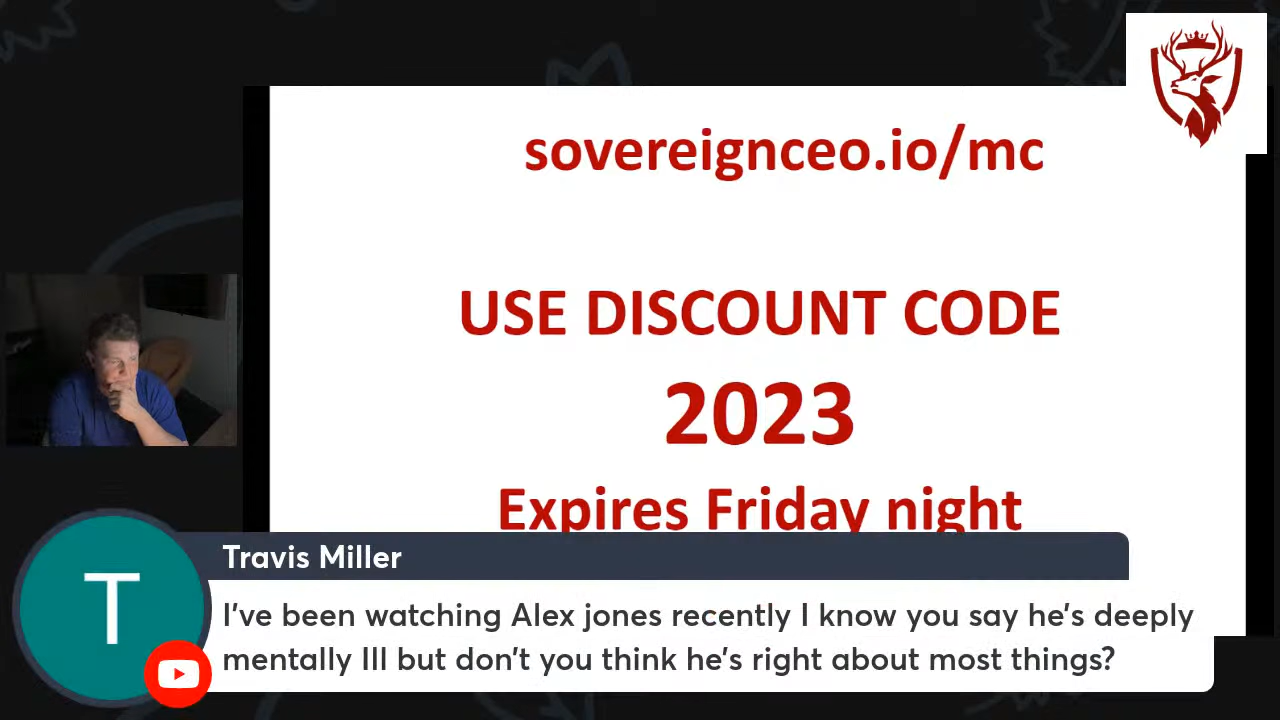 sovereignceo.io/mc
USE DISCOUNT CODE
2023
Expires Friday night
T
Travis Miller
I've been watching Alex jones recently I know you say he's deeply
mentally Ill but don't you think he's right about most things?